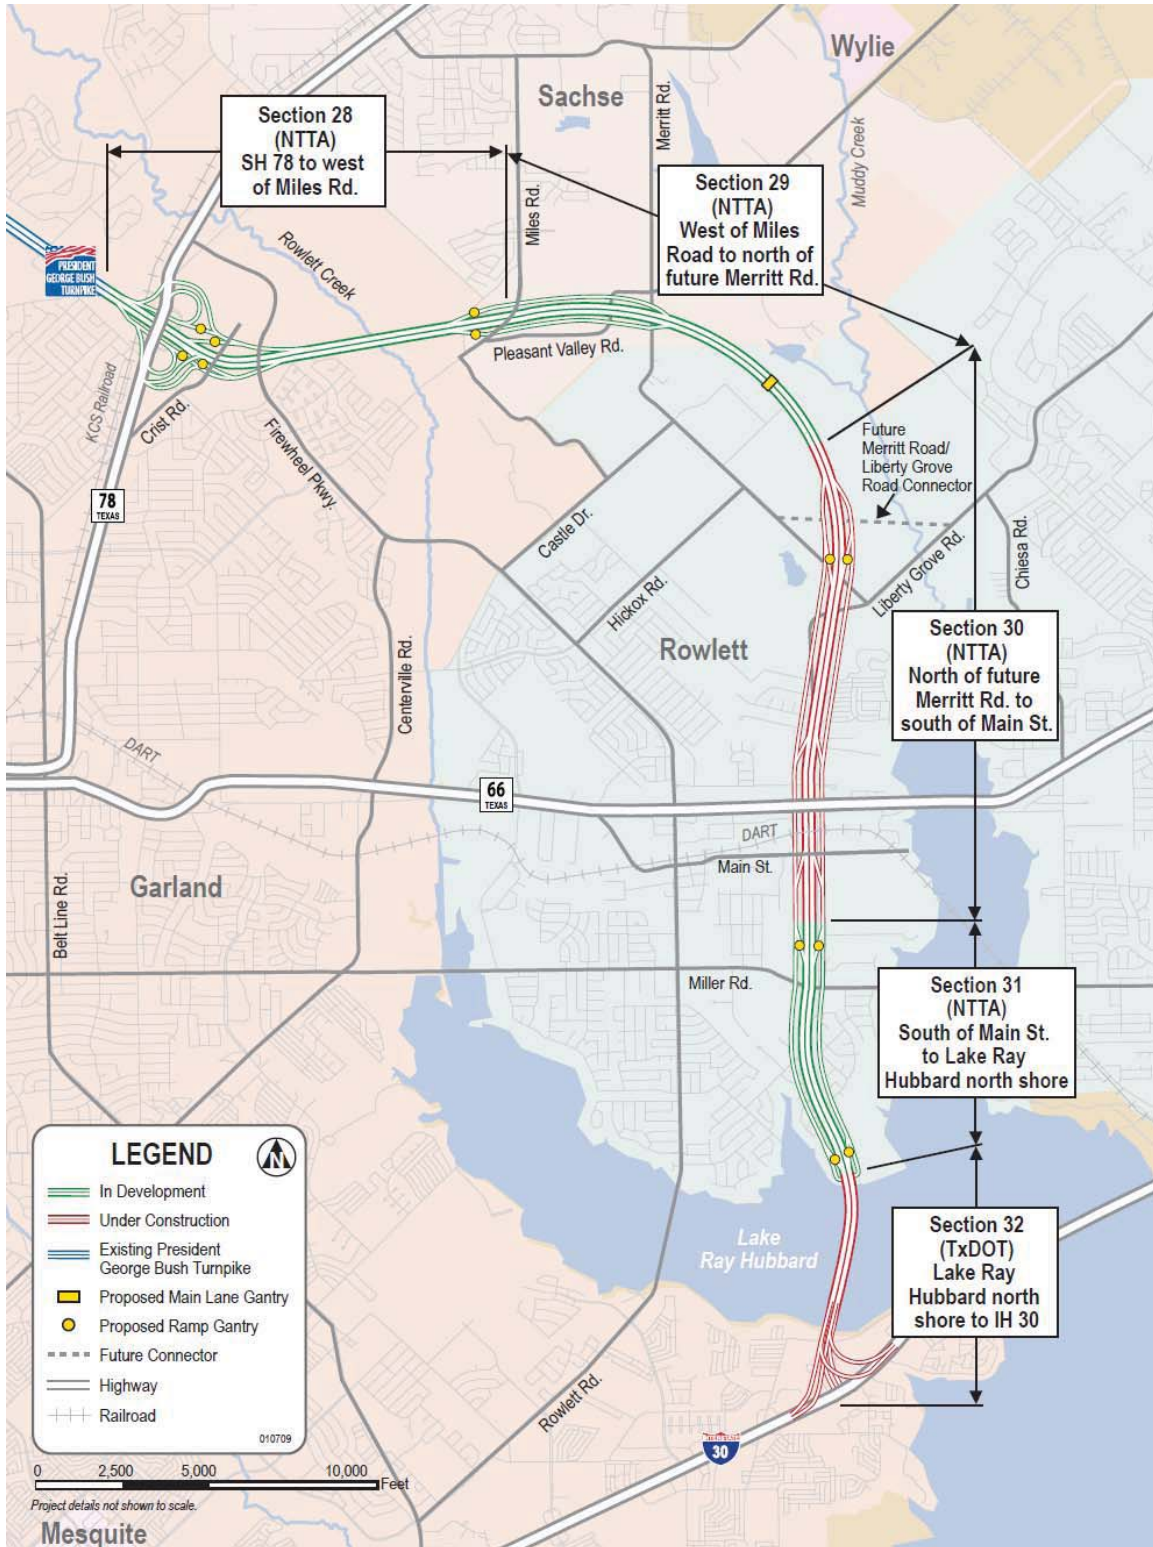 Wylie
Sachse
Section 28
(NTTA)
SH 78 to west
of Miles Rd.
Merritt Rd.
Muddy Creek
Section 29
(NTTA)
West of Miles
Road to north of
future Merritt Rd.
Miles Rd.
Rowlett Creek
PRESIDENT
GEORGE BUSH
TURNPIKE
Pleasant Valley Rd.
KCS Railroad
Crist Rd.
Firewheel Pkwy.
Future
Merritt Road/
Liberty Grove
Road Connector
78
TEXAS
Castle Dr.
Hickox Rd.
Liberty Grove Rd.
Chiesa Rd.
Section 30
(NTTA)
North of future
Merritt Rd. to
south of Main St.
Rowlett
Centerville Rd.
DART
66
TEXAS
DART
Main St.
Garland
Belt Line Rd.
Miller Rd.
Section 31
(NTTA)
South of Main St.
to Lake Ray
Hubbard north shore
LEGEND
N
In Development
Under Construction
Existing President
George Bush Turnpike
Proposed Main Lane Gantry
Proposed Ramp Gantry
Future Connector
Highway
Railroad
010709
Lake
Ray Hubbard
Section 32
(TxDOT)
Lake Ray
Hubbard north
shore to IH 30
Rowlett Rd.
INTERSTATE
30
0 2,500 5,000 10,000
Feet
Project details not shown to scale.
Mesquite